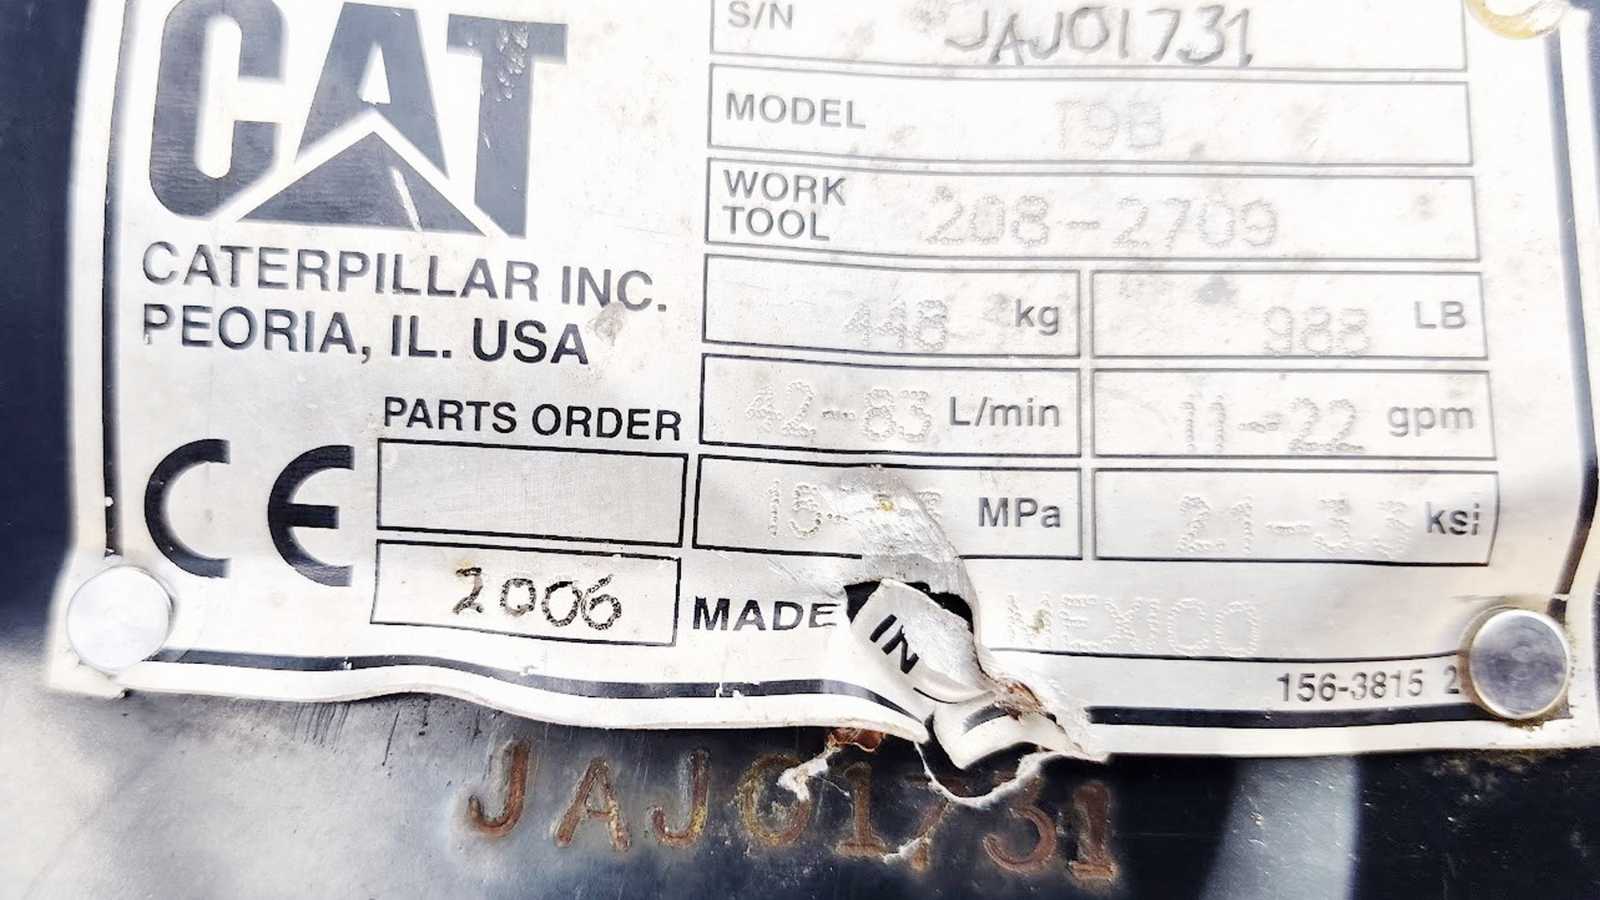 CAT
CATERPILLAR INC.
PEORIA, IL. USA
S/N JAJ01731
MODEL T9B
WORK TOOL 208-2709
448 kg 988 LB
42-83 L/min 11-22 gpm
MPa ksi
PARTS ORDER
CE
2006
MADE IN MEXICO
156-3815 2
JAJ01731